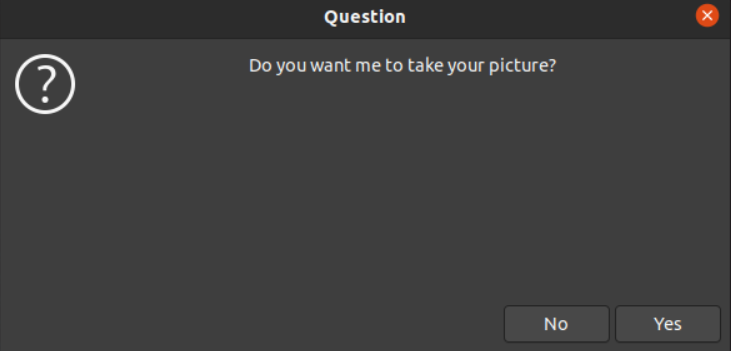 Question
Do you want me to take your picture?
No
Yes